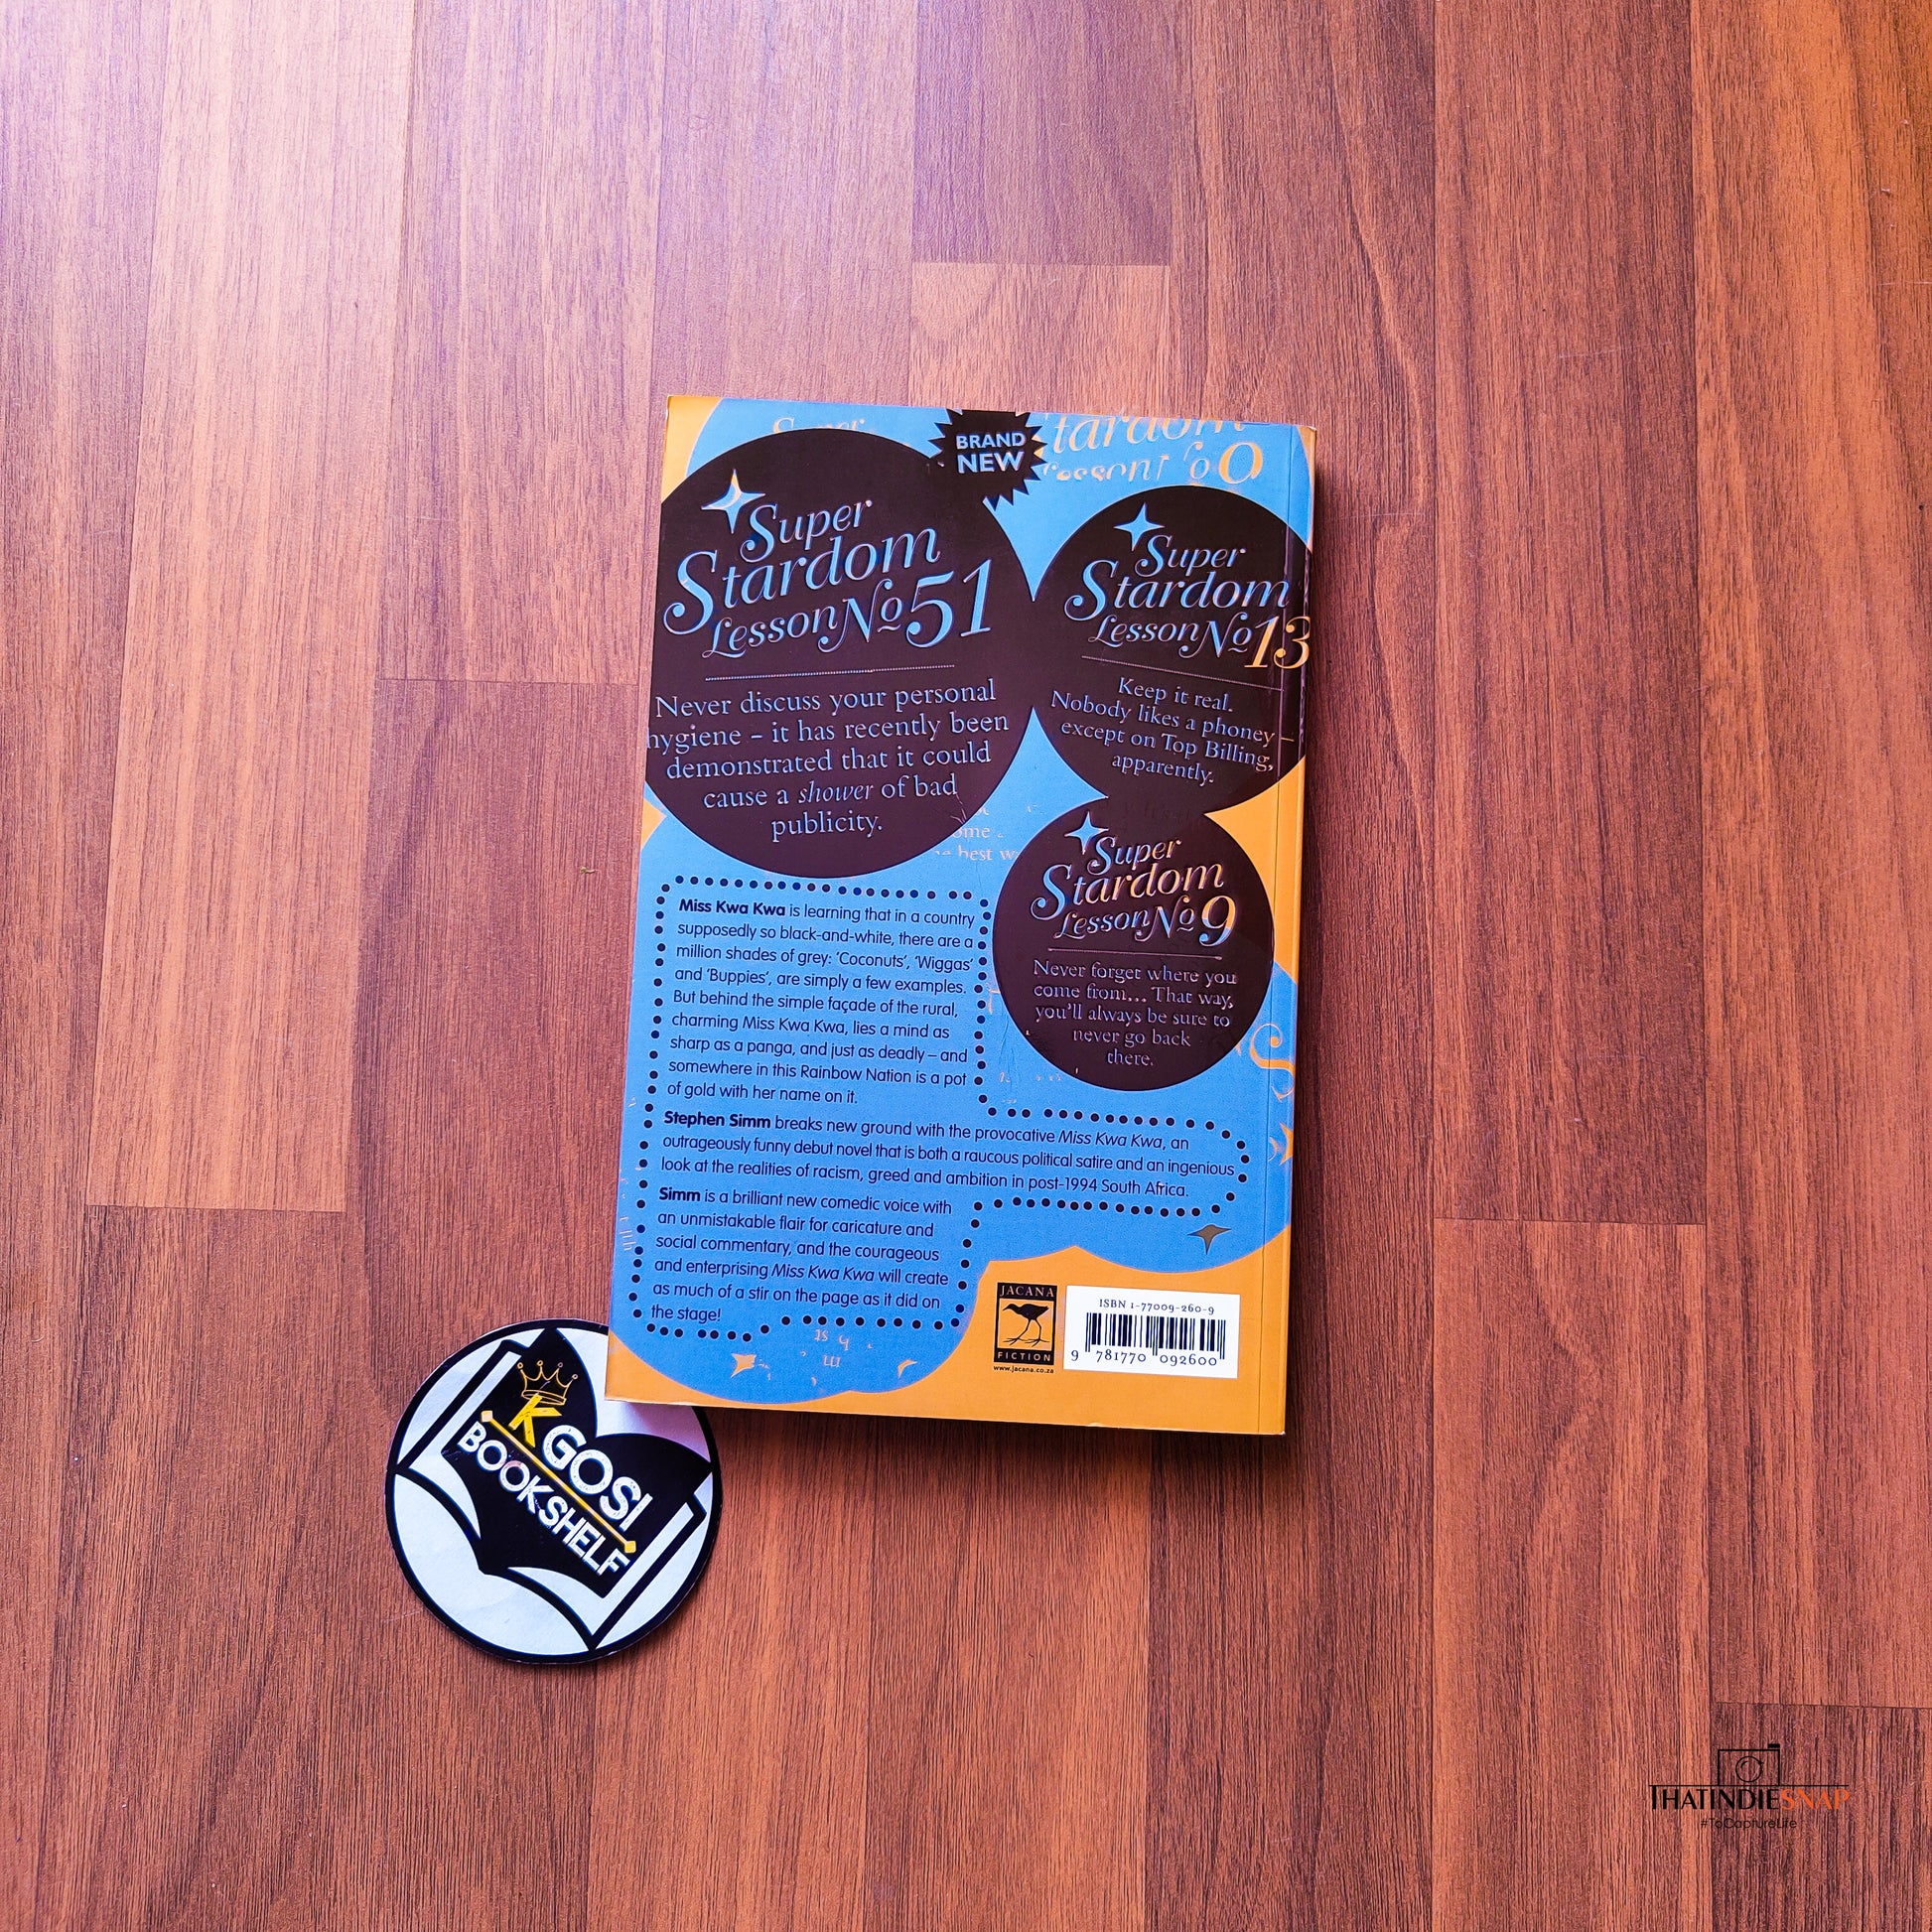 Super
tardom
BRAND
NEW
Super
Stardom
Lesson No 51
Never discuss your personal
hygiene – it has recently been
demonstrated that it could
cause a shower of bad
publicity.
Super
Stardom
Lesson No 13
Keep it real.
Nobody likes a phoney –
except on Top Billing,
apparently.
best
Super
Stardom
Lesson No 9
Never forget where you
come from... That way,
you'll always be sure to
never go back
there.
Miss Kwa Kwa is learning that in a country
supposedly so black-and-white, there are a
million shades of grey: 'Coconuts', 'Wiggas'
and 'Buppies', are simply a few examples.
But behind the simple façade of the rural,
charming Miss Kwa Kwa, lies a mind as
sharp as a panga, and just as deadly – and
somewhere in this Rainbow Nation is a pot
of gold with her name on it.
Stephen Simm breaks new ground with the provocative Miss Kwa Kwa, an
outrageously funny debut novel that is both a raucous political satire and an ingenious
look at the realities of racism, greed and ambition in post-1994 South Africa.
Simm is a brilliant new comedic voice with
an unmistakable flair for caricature and
social commentary, and the courageous
and enterprising Miss Kwa Kwa will create
as much of a stir on the page as it did on
the stage!
JACANA
FICTION
www.jacana.co.za
ISBN 1-77009-260-9
9 781770 092600
KGOSI
BOOKSHELF
THATINDIESNAP
#ToCaptureLife